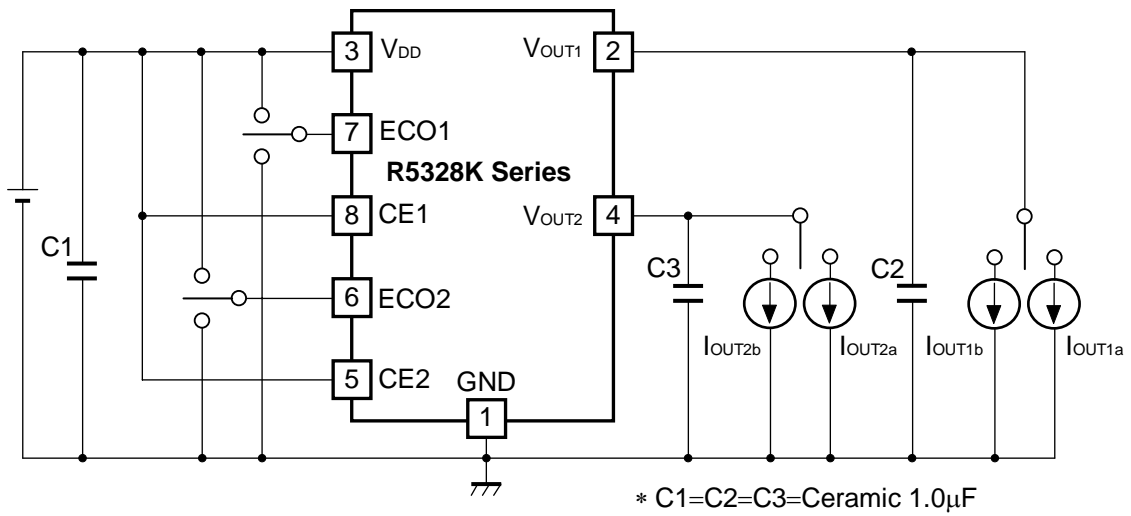 3 VDD VOUT1 2
7 ECO1
R5328K Series
8 CE1 VOUT2 4
C1 C3 C2
6 ECO2
IOUT2b IOUT2a IOUT1b IOUT1a
5 CE2 GND
1
* C1=C2=C3=Ceramic 1.0μF